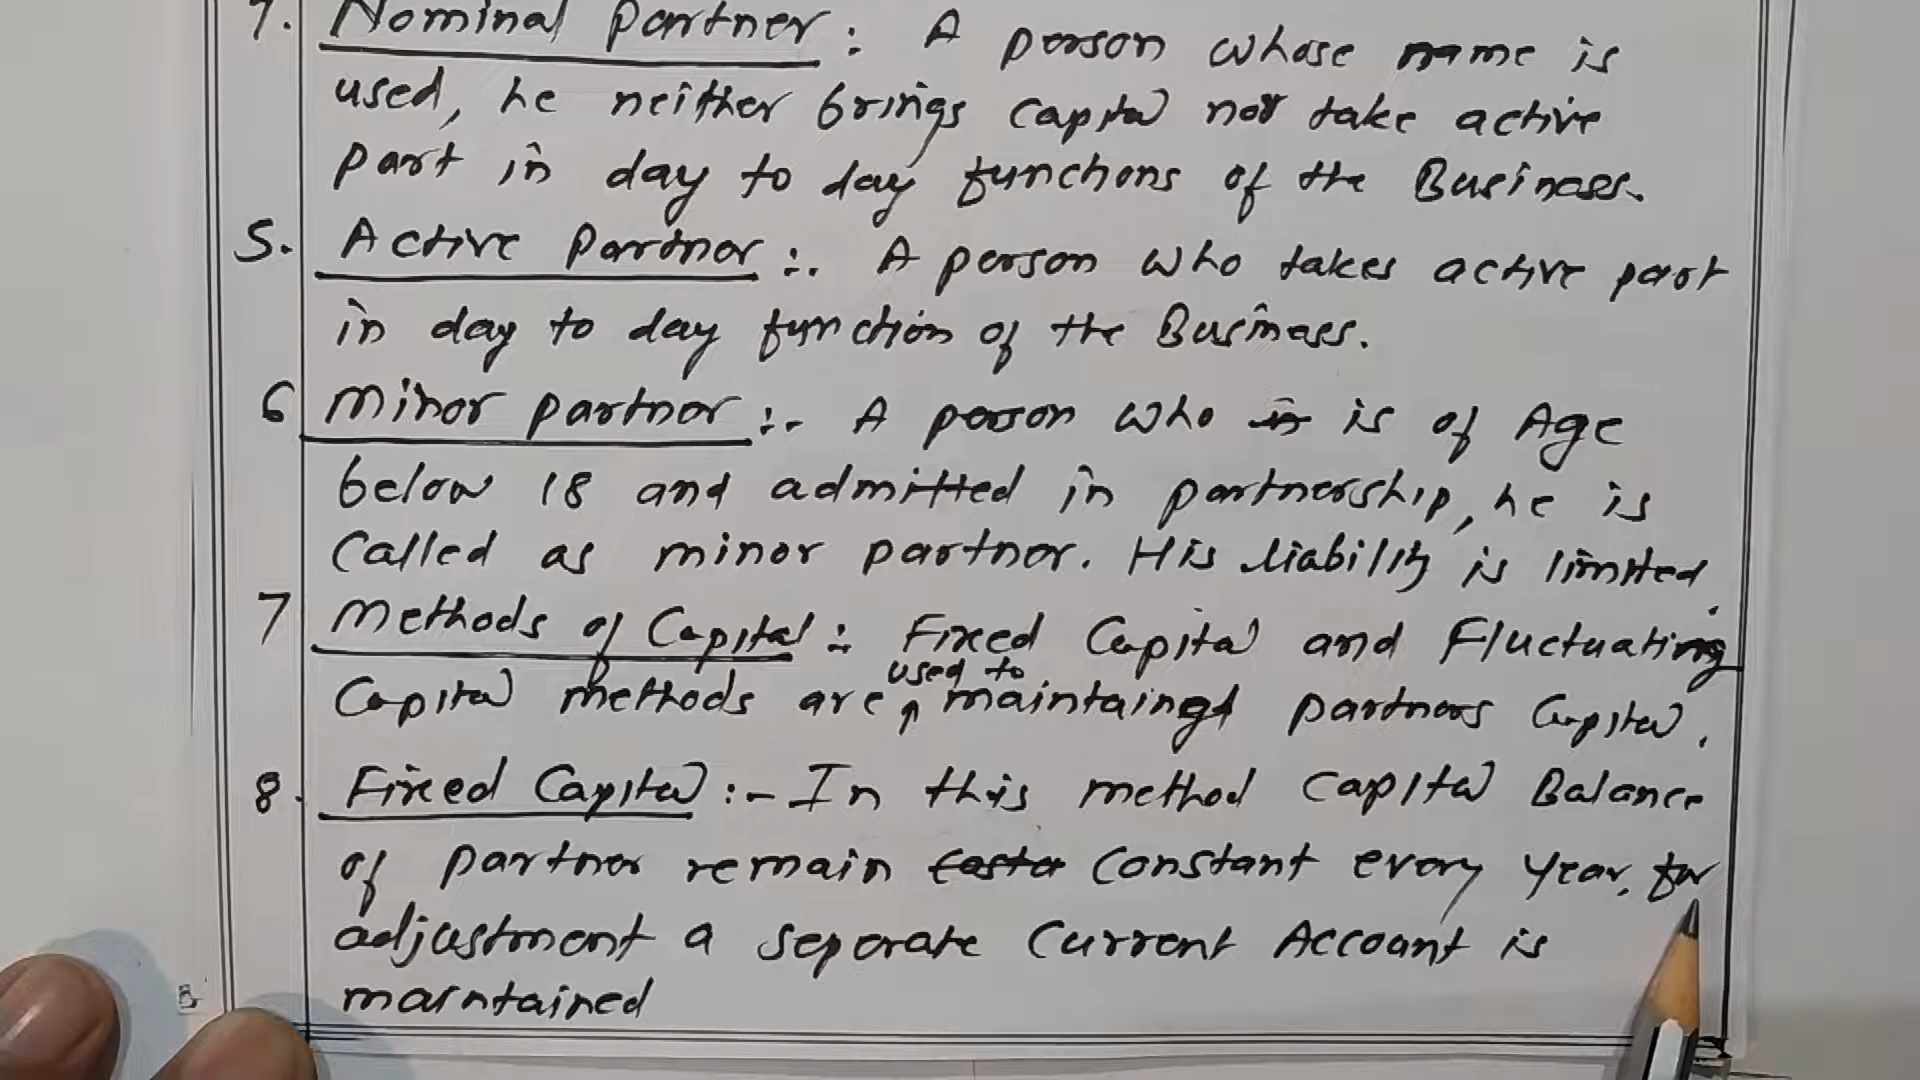 7. Nominal Partner : A person whose name is
used, he neither brings capital nor take active
part in day to day functions of the Business.
5. Active Partner :. A person who takes active part
in day to day function of the Business.
6 Minor partner :- A person who is of Age
below 18 and admitted in partnership, he is
Called as minor partner. His liability is limited.
7 Methods of Capital :- Fixed Capital and Fluctuating
used to
Capital methods are maintaing partners Capital.
8. Fixed Capital :- In this method capital Balance
of partner remain constant every year, for
adjustment a seperate Current Account is
maintained